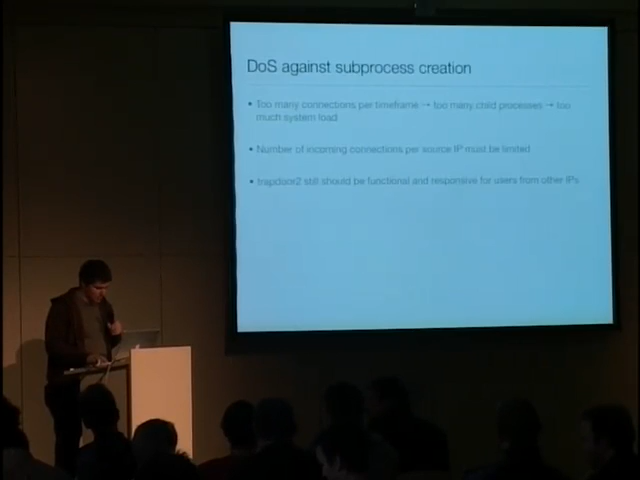 DoS against subprocess creation
• Too many connections per timeframe → too many child processes → too
much system load
• Number of incoming connections per source IP must be limited
• trapdoor2 still should be functional and responsive for users from other IPs